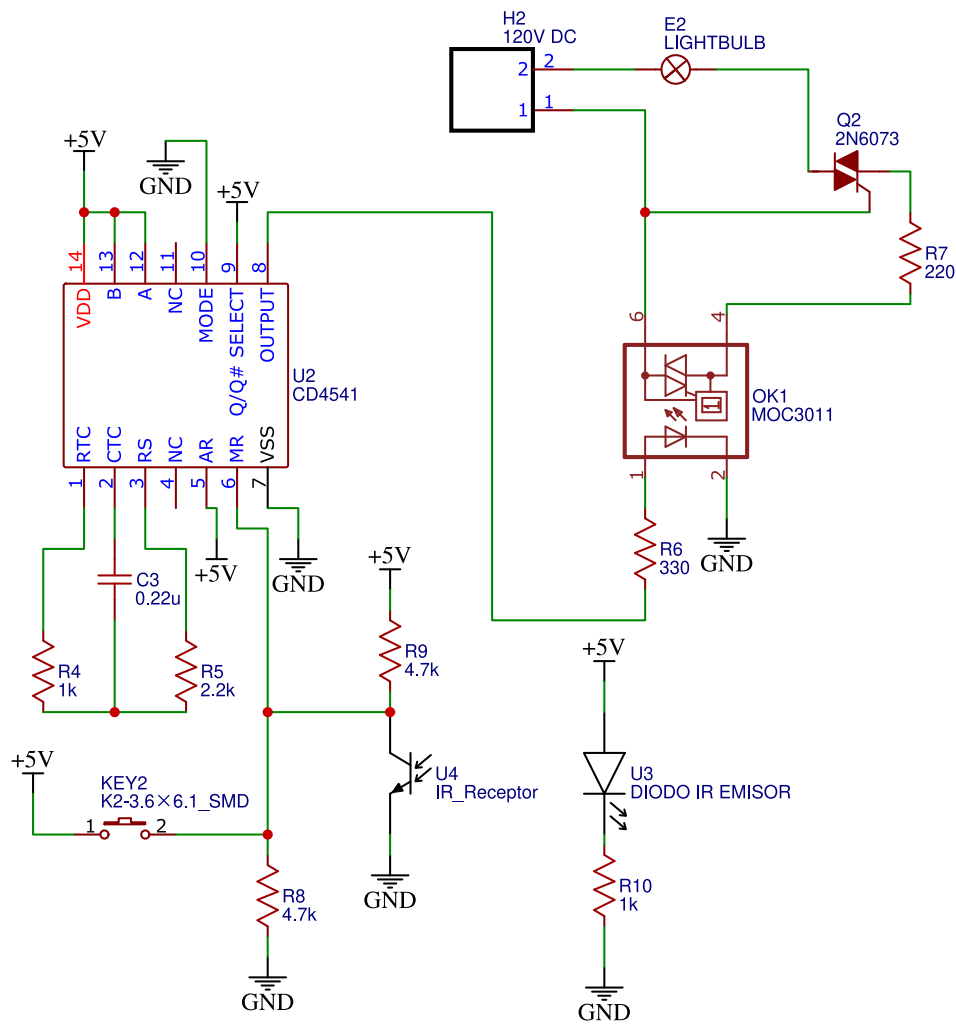 H2
120V DC
2
2
1
1
E2
LIGHTBULB
Q2
2N6073
R7
220
+5V
GND
+5V
14
13
12
11
10
9
8
VDD
B
A
NC
MODE
Q/Q# SELECT
OUTPUT
U2
CD4541
RTC
CTC
RS
NC
AR
MR
VSS
1
2
3
4
5
6
7
6
4
OK1
MOC3011
1
2
R6
330
GND
+5V
GND
+5V
C3
0.22u
R4
1k
R5
2.2k
R9
4.7k
+5V
+5V
KEY2
K2-3.6×6.1_SMD
1
2
U4
IR_Receptor
U3
DIODO IR EMISOR
R8
4.7k
GND
R10
1k
GND
GND